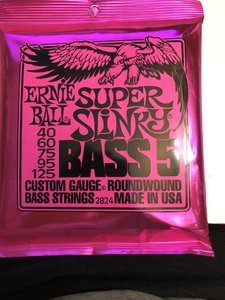 ERNIE BALL
SUPER SLINKY
40
60
75
95
125
BASS 5
CUSTOM GAUGE® ROUNDWOUND
BASS STRINGS 2824 MADE IN USA